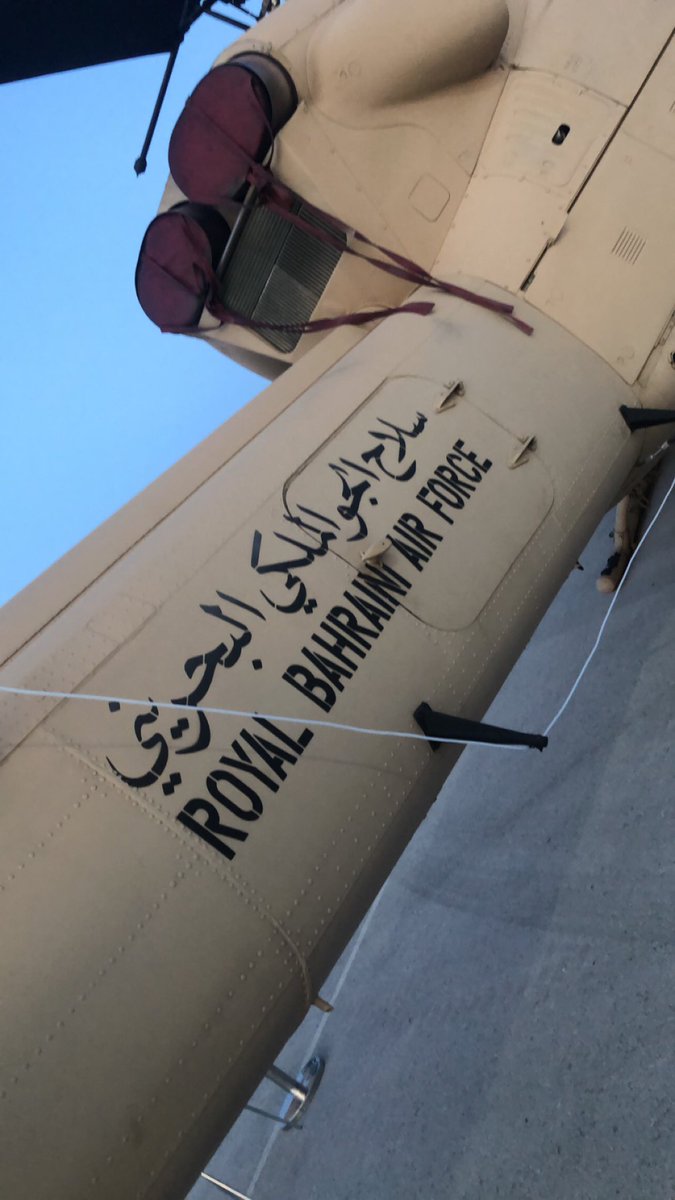 سلاح الجو الملكي البحريني
ROYAL BAHRAINI AIR FORCE